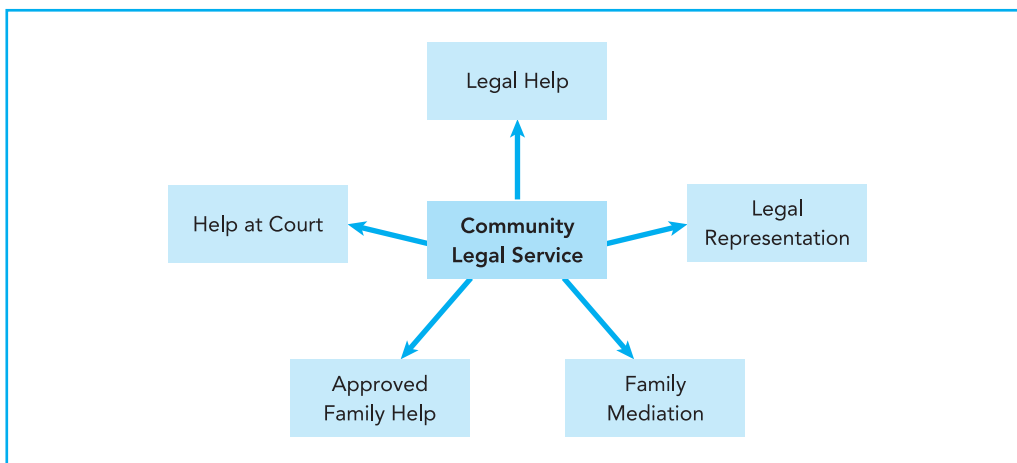 Legal Help
Help at Court
Community
Legal Service
Legal
Representation
Approved
Family Help
Family
Mediation